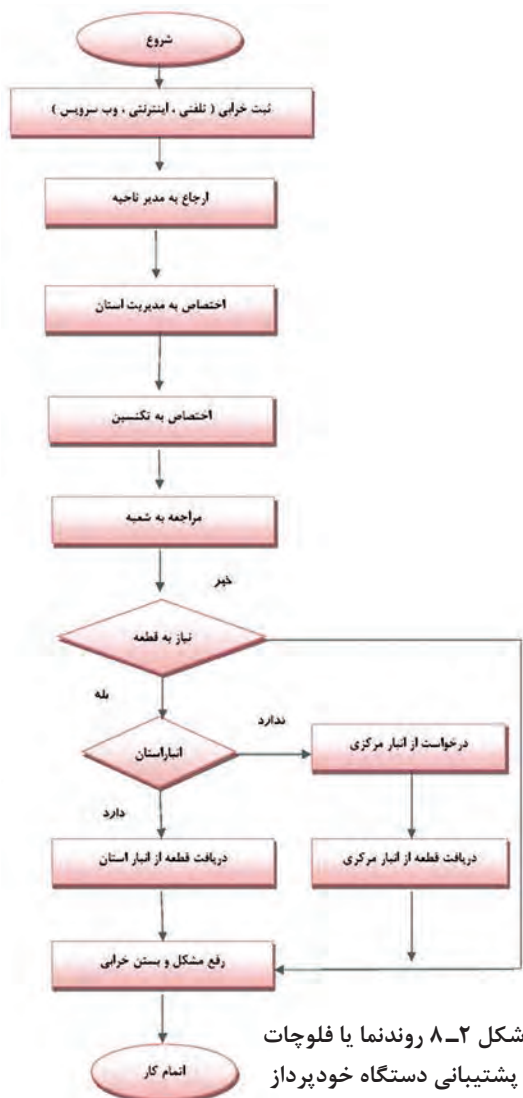 شروع
ثبت خرابی ( تلفنی ، اینترنتی ، وب سرویس )
ارجاع به مدیر ناحیه
اختصاص به مدیریت استان
اختصاص به تکنسین
مراجعه به شعبه
خیر
نیاز به قطعه
بله
انباراستان
ندارد
درخواست از انبار مرکزی
دارد
دریافت قطعه از انبار استان
دریافت قطعه از انبار مرکزی
رفع مشکل و بستن خرابی
اتمام کار
شکل ۲ـ۸ روندنما یا فلوچات
پشتیبانی دستگاه خودپرداز